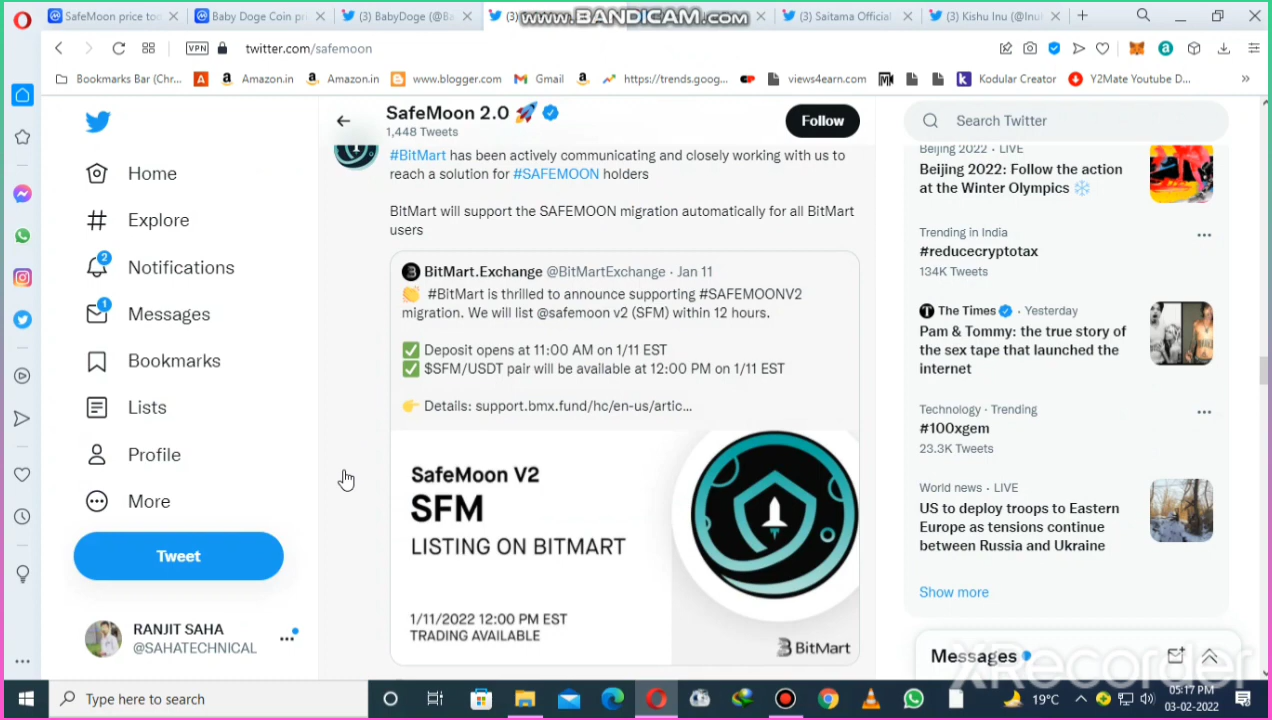 SafeMoon price too
Baby Doge Coin pr
(3) BabyDoge (@Ba
(3)
www.BANDICAM.com
(3) Saitama Official
(3) Kishu Inu (@Inu
VPN
twitter.com/safemoon
Bookmarks Bar (Chr...
Amazon.in
Amazon.in
www.blogger.com
Gmail
https://trends.goog...
views4earn.com
Kodular Creator
Y2Mate Youtube D...
SafeMoon 2.0 🚀
1,448 Tweets
Follow
Search Twitter
Home
Explore
2
Notifications
1
Messages
Bookmarks
Lists
Profile
More
Tweet
RANJIT SAHA
@SAHATECHNICAL
#BitMart has been actively communicating and closely working with us to
reach a solution for #SAFEMOON holders
BitMart will support the SAFEMOON migration automatically for all BitMart
users
BitMart.Exchange @BitMartExchange · Jan 11
👏 #BitMart is thrilled to announce supporting #SAFEMOONV2
migration. We will list @safemoon v2 (SFM) within 12 hours.
✅ Deposit opens at 11:00 AM on 1/11 EST
✅ $SFM/USDT pair will be available at 12:00 PM on 1/11 EST
👉 Details: support.bmx.fund/hc/en-us/artic...
SafeMoon V2
SFM
LISTING ON BITMART
1/11/2022 12:00 PM EST
TRADING AVAILABLE
BitMart
Beijing 2022 · LIVE
Beijing 2022: Follow the action
at the Winter Olympics ❄️
Trending in India
#reducecryptotax
134K Tweets
The Times · Yesterday
Pam & Tommy: the true story of
the sex tape that launched the
internet
Technology · Trending
#100xgem
23.3K Tweets
World news · LIVE
US to deploy troops to Eastern
Europe as tensions continue
between Russia and Ukraine
Show more
Messages
XRecorder
Type here to search
19°C
05:17 PM
03-02-2022